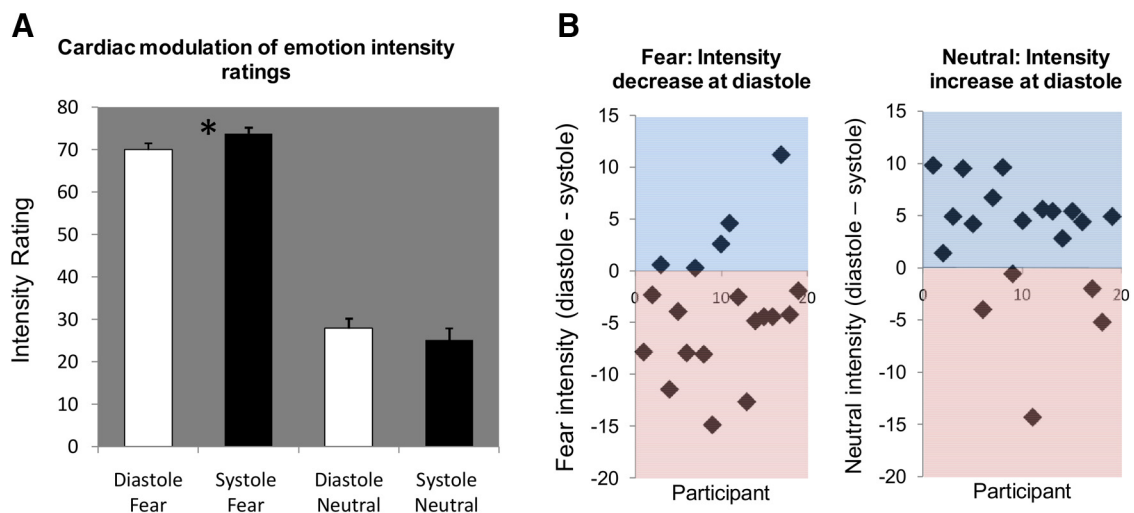 A
Cardiac modulation of emotion intensity
ratings
Intensity Rating
80
70
60
50
40
30
20
10
0
*
Diastole
Fear
Systole
Fear
Diastole
Neutral
Systole
Neutral
B
Fear: Intensity
decrease at diastole
Fear intensity (diastole - systole)
15
10
5
0
-5
-10
-15
-20
0
10
20
Participant
Neutral: Intensity
increase at diastole
Neutral intensity (diastole – systole)
15
10
5
0
-5
-10
-15
-20
0
10
20
Participant